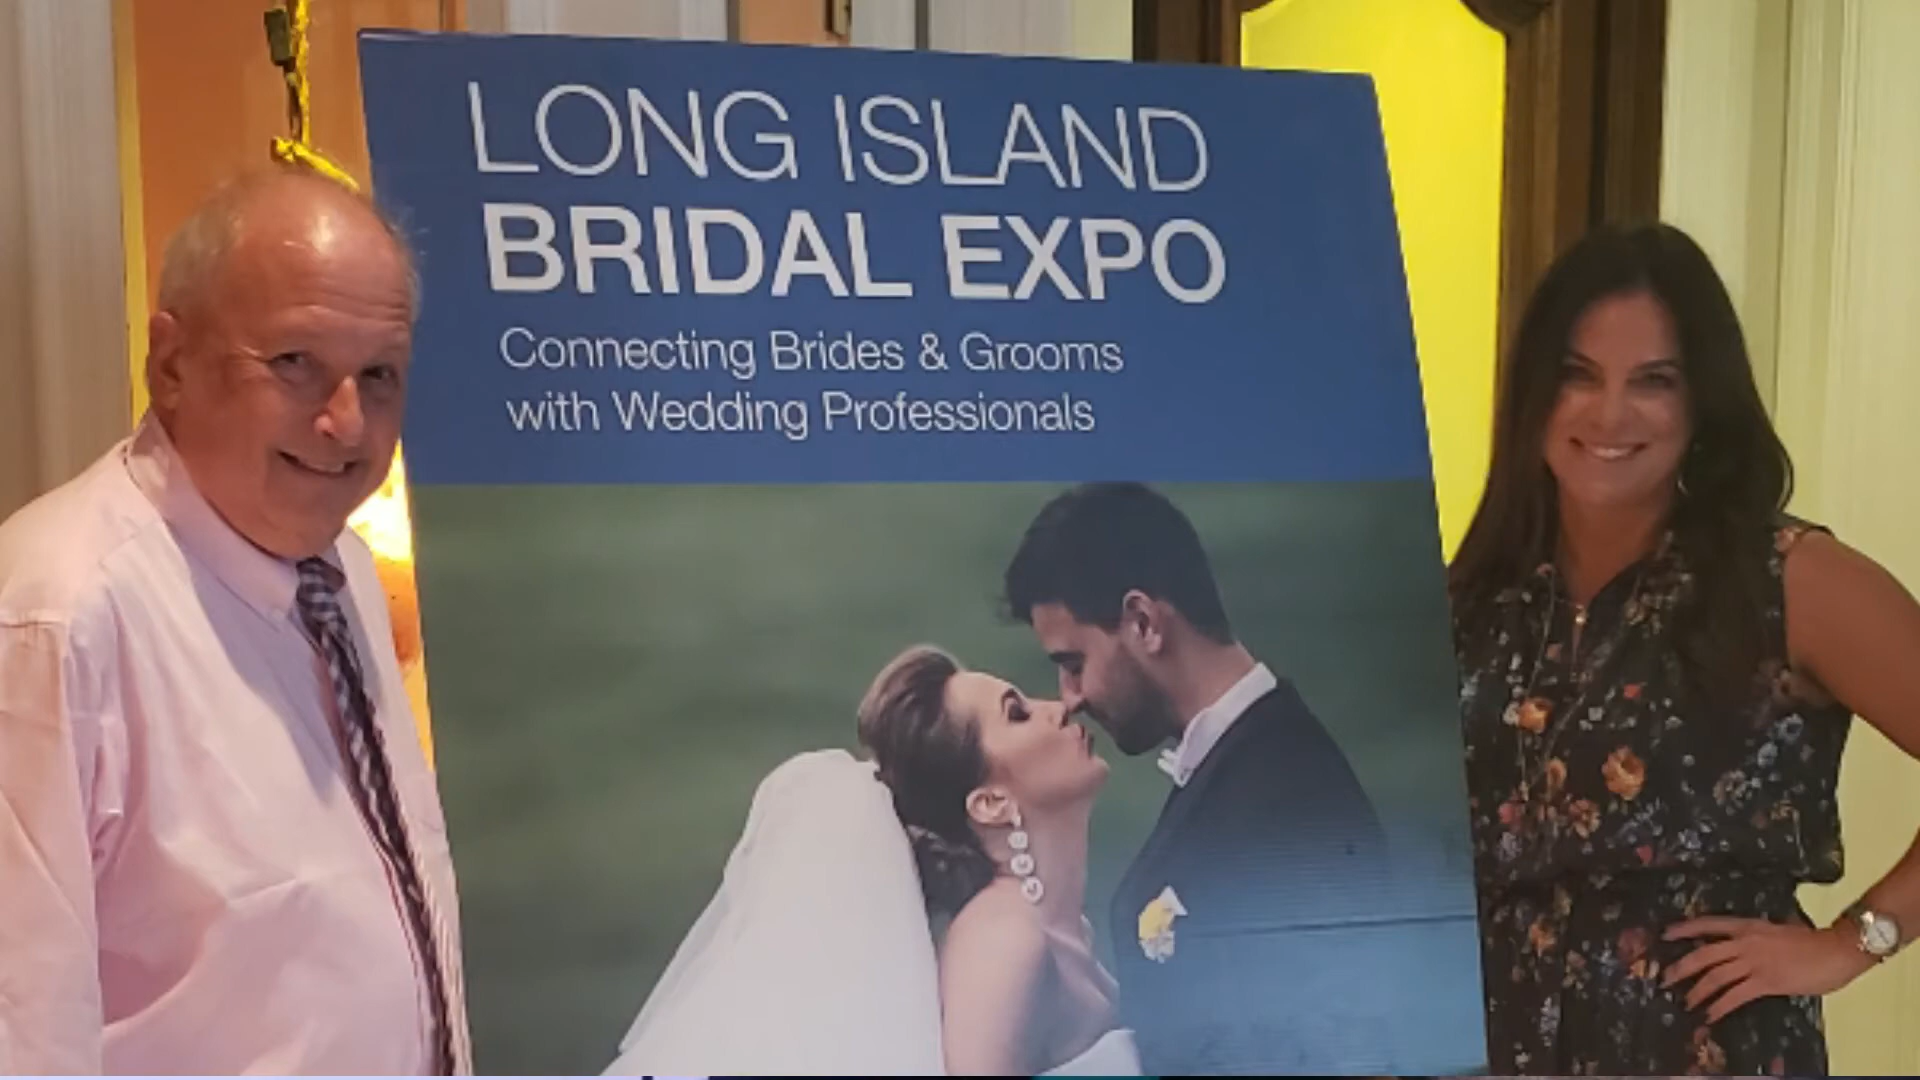 LONG ISLAND
BRIDAL EXPO
Connecting Brides & Grooms
with Wedding Professionals